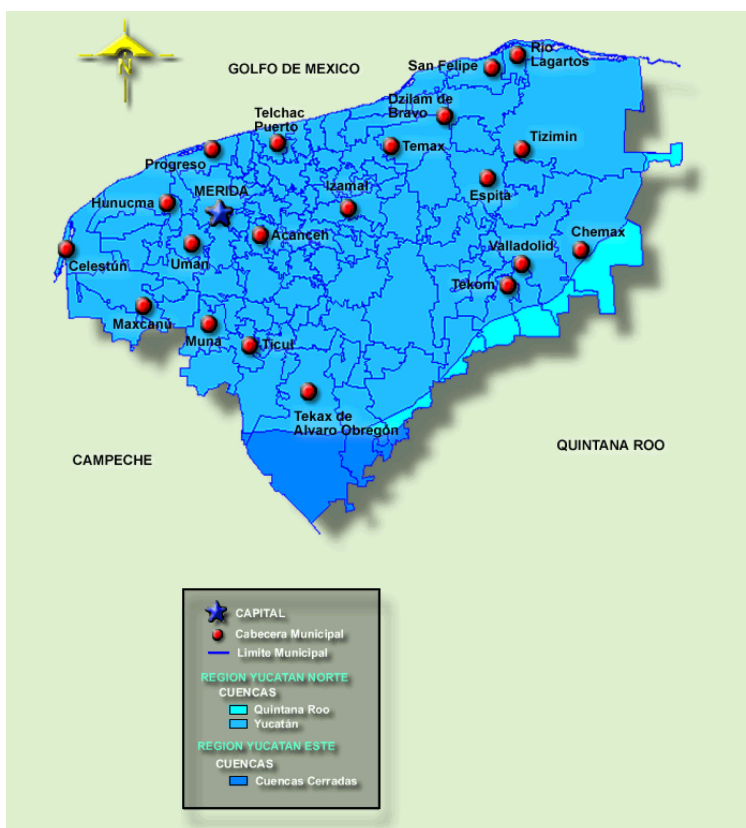 N
GOLFO DE MEXICO
Rio
Lagartos
San Felipe
Dzilam de
Bravo
Telchac
Puerto
Temax
Tizimin
Progreso
MERIDA
Izamal
Espita
Hunucma
Acanceh
Chemax
Celestún
Uman
Valladolid
Tekom
Maxcanú
Muna
Ticul
Tekax de
Alvaro Obregón
CAMPECHE
QUINTANA ROO
CAPITAL
Cabecera Municipal
Limite Municipal
REGION YUCATAN NORTE
CUENCAS
Quintana Roo
Yucatán
REGION YUCATAN ESTE
CUENCAS
Cuencas Cerradas